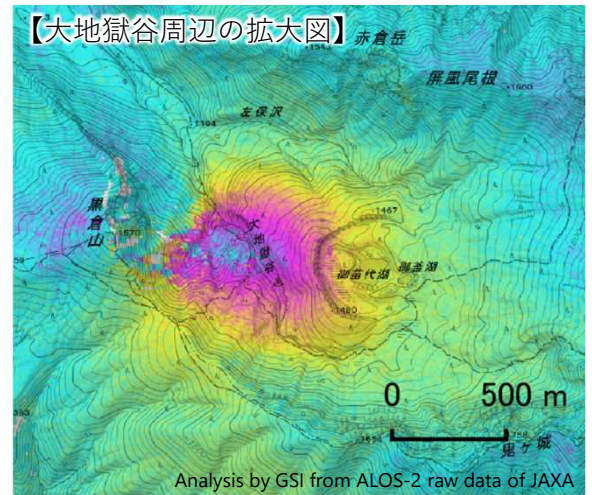 【大地獄谷周辺の拡大図】
赤倉岳
屏風尾根
1600
左俣沢
1194
黒倉山
1570
大地獄谷
1467
御苗代湖
御釜湖
1480
0 500 m
鬼ヶ城
Analysis by GSI from ALOS-2 raw data of JAXA